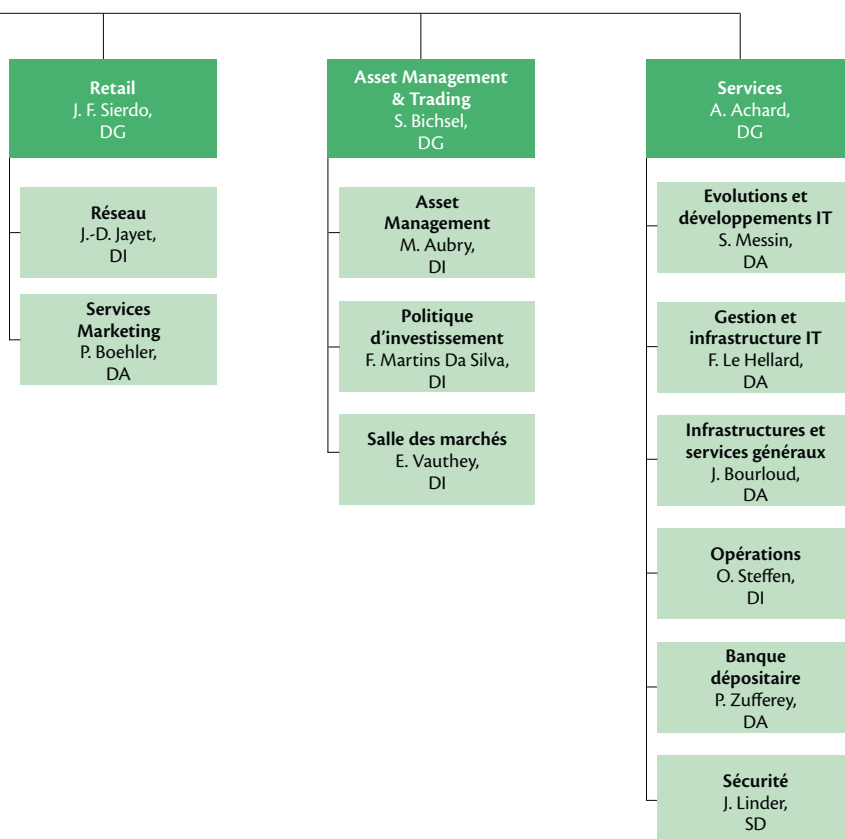 Retail
J. F. Sierdo,
DG
Réseau
J.-D. Jayet,
DI
Services
Marketing
P. Boehler,
DA
Asset Management
& Trading
S. Bichsel,
DG
Asset
Management
M. Aubry,
DI
Politique
d'investissement
F. Martins Da Silva,
DI
Salle des marchés
E. Vauthey,
DI
Services
A. Achard,
DG
Evolutions et
développements IT
S. Messin,
DA
Gestion et
infrastructure IT
F. Le Hellard,
DA
Infrastructures et
services généraux
J. Bourloud,
DA
Opérations
O. Steffen,
DI
Banque
dépositaire
P. Zufferey,
DA
Sécurité
J. Linder,
SD